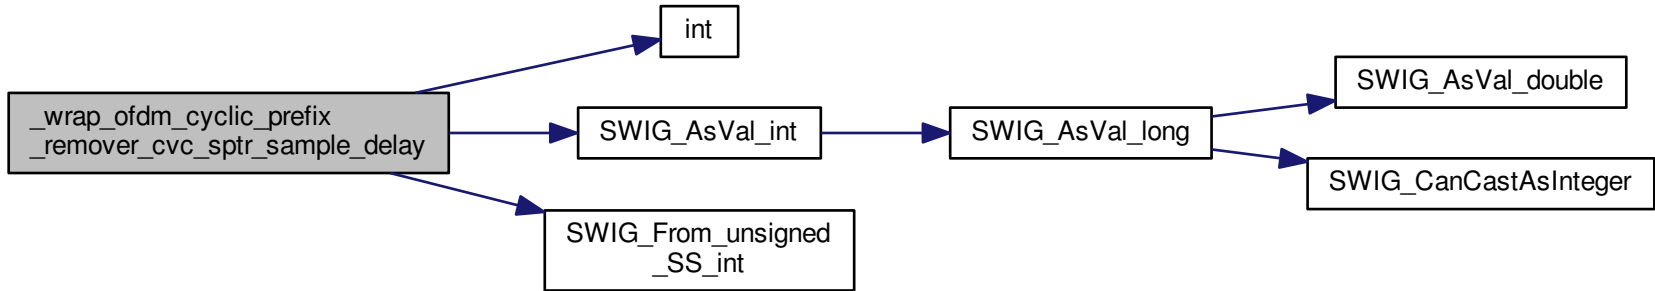 _wrap_ofdm_cyclic_prefix
_remover_cvc_sptr_sample_delay
int
SWIG_AsVal_int
SWIG_From_unsigned
_SS_int
SWIG_AsVal_long
SWIG_AsVal_double
SWIG_CanCastAsInteger